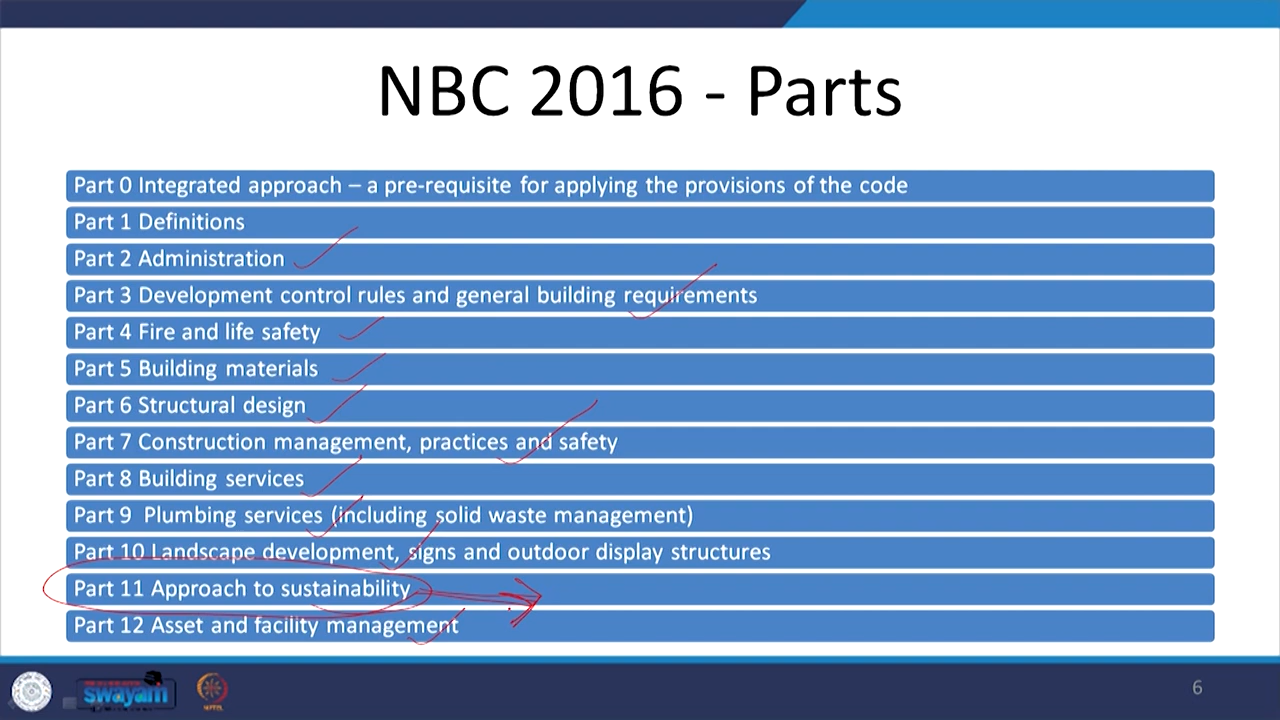 NBC 2016 - Parts
Part 0 Integrated approach – a pre-requisite for applying the provisions of the code
Part 1 Definitions
Part 2 Administration
Part 3 Development control rules and general building requirements
Part 4 Fire and life safety
Part 5 Building materials
Part 6 Structural design
Part 7 Construction management, practices and safety
Part 8 Building services
Part 9  Plumbing services (including solid waste management)
Part 10 Landscape development, signs and outdoor display structures
Part 11 Approach to sustainability
Part 12 Asset and facility management
swayam
6